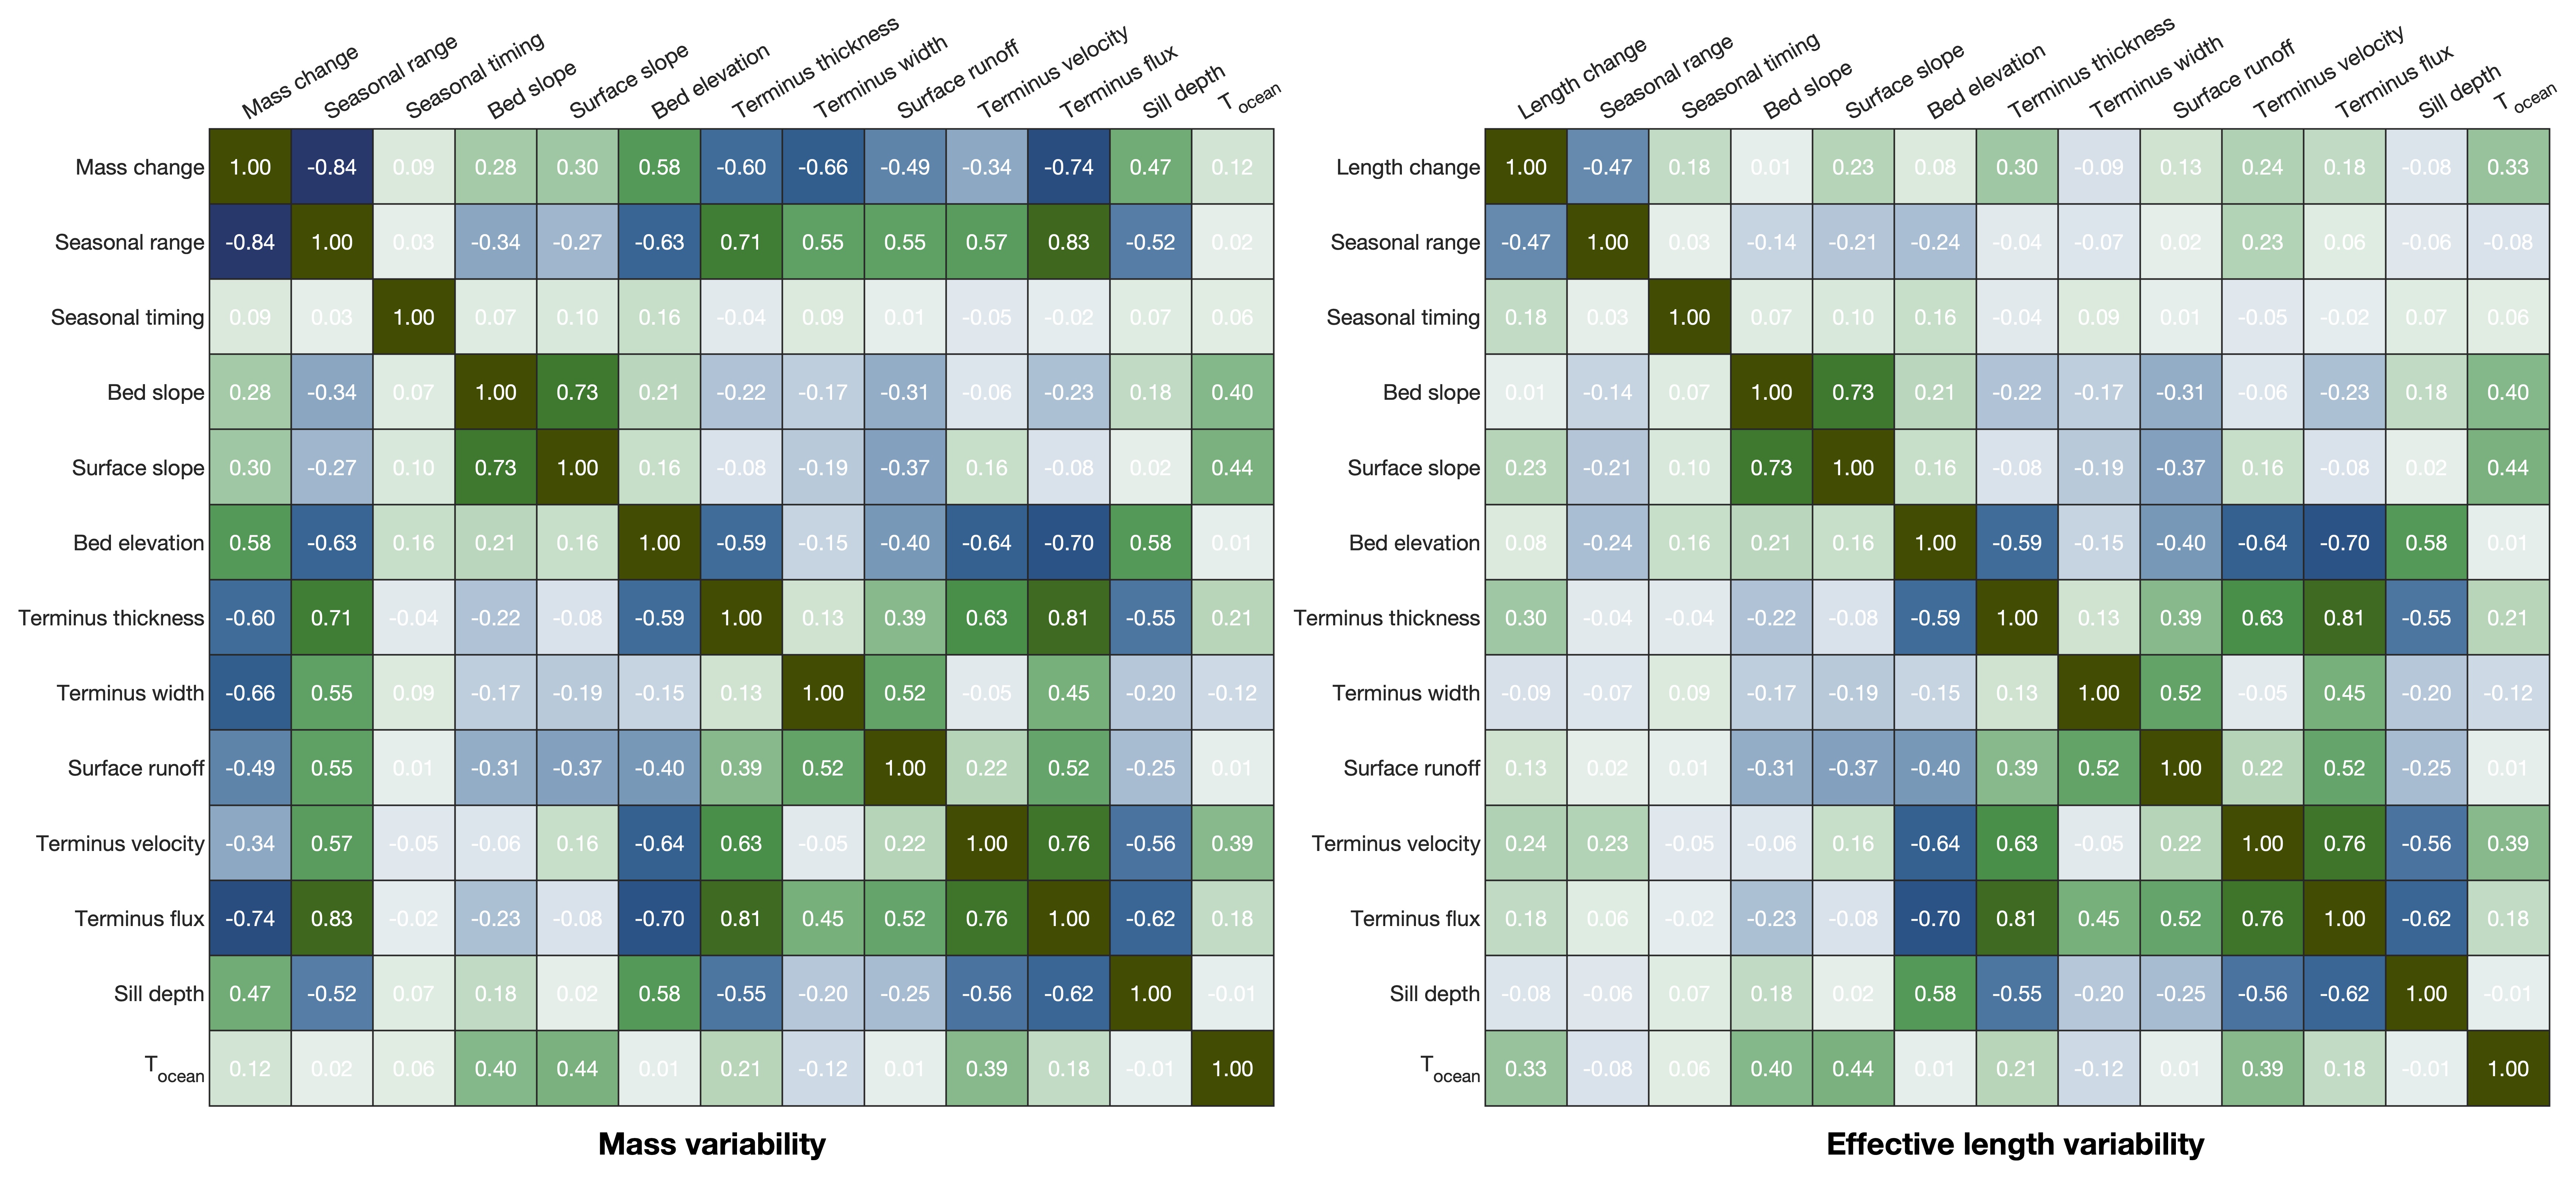 Mass change Seasonal range Seasonal timing Bed slope Surface slope Bed elevation Terminus thickness Terminus width Surface runoff Terminus velocity Terminus flux Sill depth Tocean
Mass change 1.00 -0.84 0.09 0.28 0.30 0.58 -0.60 -0.66 -0.49 -0.34 -0.74 0.47 0.12
Seasonal range -0.84 1.00 0.03 -0.34 -0.27 -0.63 0.71 0.55 0.55 0.57 0.83 -0.52 0.02
Seasonal timing 0.09 0.03 1.00 0.07 0.10 0.16 -0.04 0.09 0.01 -0.05 -0.02 0.07 0.06
Bed slope 0.28 -0.34 0.07 1.00 0.73 0.21 -0.22 -0.17 -0.31 -0.06 -0.23 0.18 0.40
Surface slope 0.30 -0.27 0.10 0.73 1.00 0.16 -0.08 -0.19 -0.37 0.16 -0.08 0.02 0.44
Bed elevation 0.58 -0.63 0.16 0.21 0.16 1.00 -0.59 -0.15 -0.40 -0.64 -0.70 0.58 0.01
Terminus thickness -0.60 0.71 -0.04 -0.22 -0.08 -0.59 1.00 0.13 0.39 0.63 0.81 -0.55 0.21
Terminus width -0.66 0.55 0.09 -0.17 -0.19 -0.15 0.13 1.00 0.52 -0.05 0.45 -0.20 -0.12
Surface runoff -0.49 0.55 0.01 -0.31 -0.37 -0.40 0.39 0.52 1.00 0.22 0.52 -0.25 0.01
Terminus velocity -0.34 0.57 -0.05 -0.06 0.16 -0.64 0.63 -0.05 0.22 1.00 0.76 -0.56 0.39
Terminus flux -0.74 0.83 -0.02 -0.23 -0.08 -0.70 0.81 0.45 0.52 0.76 1.00 -0.62 0.18
Sill depth 0.47 -0.52 0.07 0.18 0.02 0.58 -0.55 -0.20 -0.25 -0.56 -0.62 1.00 -0.01
Tocean 0.12 0.02 0.06 0.40 0.44 0.01 0.21 -0.12 0.01 0.39 0.18 -0.01 1.00
Mass variability
Length change Seasonal range Seasonal timing Bed slope Surface slope Bed elevation Terminus thickness Terminus width Surface runoff Terminus velocity Terminus flux Sill depth Tocean
Length change 1.00 -0.47 0.18 0.01 0.23 0.08 0.30 -0.09 0.13 0.24 0.18 -0.08 0.33
Seasonal range -0.47 1.00 0.03 -0.14 -0.21 -0.24 -0.04 -0.07 0.02 0.23 0.06 -0.06 -0.08
Seasonal timing 0.18 0.03 1.00 0.07 0.10 0.16 -0.04 0.09 0.01 -0.05 -0.02 0.07 0.06
Bed slope 0.01 -0.14 0.07 1.00 0.73 0.21 -0.22 -0.17 -0.31 -0.06 -0.23 0.18 0.40
Surface slope 0.23 -0.21 0.10 0.73 1.00 0.16 -0.08 -0.19 -0.37 0.16 -0.08 0.02 0.44
Bed elevation 0.08 -0.24 0.16 0.21 0.16 1.00 -0.59 -0.15 -0.40 -0.64 -0.70 0.58 0.01
Terminus thickness 0.30 -0.04 -0.04 -0.22 -0.08 -0.59 1.00 0.13 0.39 0.63 0.81 -0.55 0.21
Terminus width -0.09 -0.07 0.09 -0.17 -0.19 -0.15 0.13 1.00 0.52 -0.05 0.45 -0.20 -0.12
Surface runoff 0.13 0.02 0.01 -0.31 -0.37 -0.40 0.39 0.52 1.00 0.22 0.52 -0.25 0.01
Terminus velocity 0.24 0.23 -0.05 -0.06 0.16 -0.64 0.63 -0.05 0.22 1.00 0.76 -0.56 0.39
Terminus flux 0.18 0.06 -0.02 -0.23 -0.08 -0.70 0.81 0.45 0.52 0.76 1.00 -0.62 0.18
Sill depth -0.08 -0.06 0.07 0.18 0.02 0.58 -0.55 -0.20 -0.25 -0.56 -0.62 1.00 -0.01
Tocean 0.33 -0.08 0.06 0.40 0.44 0.01 0.21 -0.12 0.01 0.39 0.18 -0.01 1.00
Effective length variability